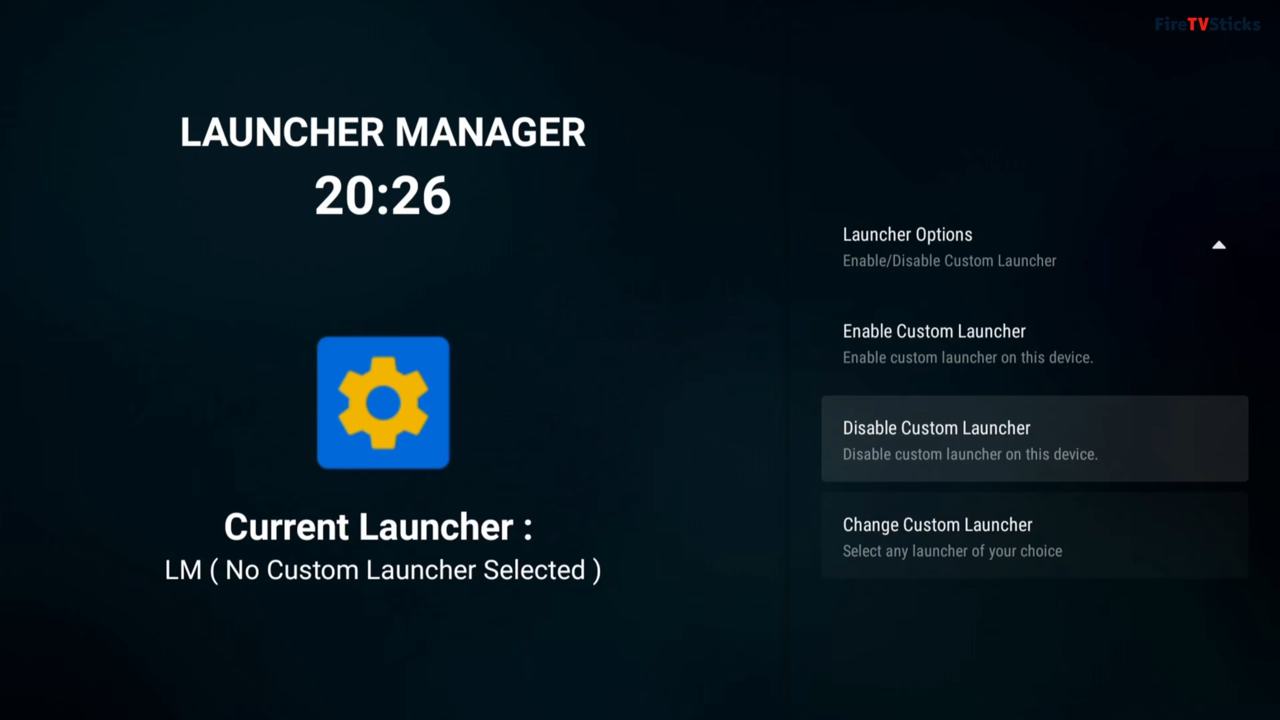 FireTVSticks
LAUNCHER MANAGER
20:26
Launcher Options
Enable/Disable Custom Launcher
Enable Custom Launcher
Enable custom launcher on this device.
Disable Custom Launcher
Disable custom launcher on this device.
Change Custom Launcher
Select any launcher of your choice
Current Launcher :
LM ( No Custom Launcher Selected )